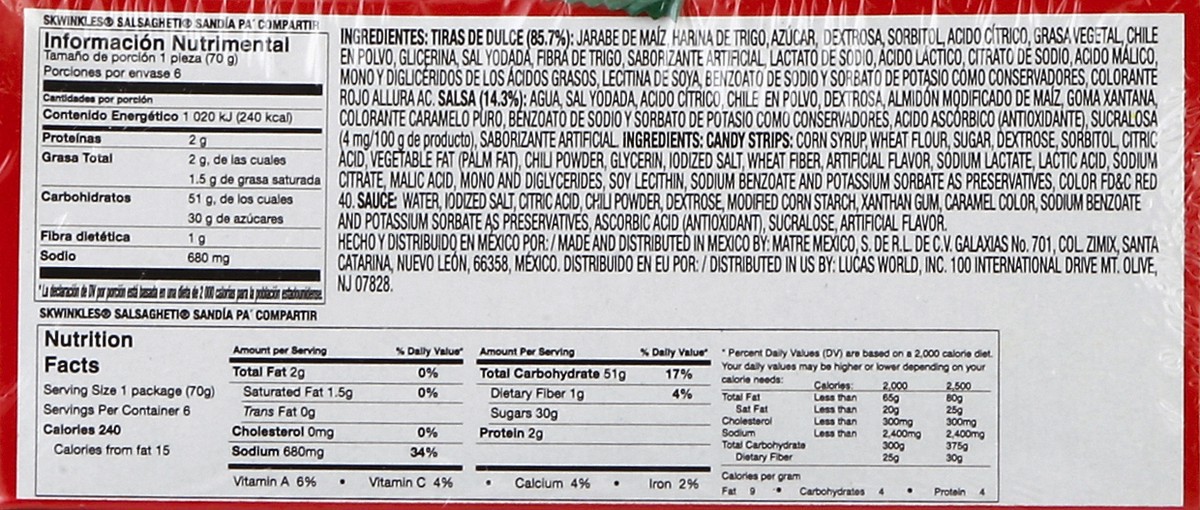 SKWINKLES® SALSAGHETI® SANDÍA PA' COMPARTIR
Información Nutrimental
Tamaño de porción 1 pieza (70 g)
Porciones por envase 6
Cantidades por porción
Contenido Energético 1 020 kJ (240 kcal)
Proteínas 2 g
Grasa Total 2 g, de las cuales
1.5 g de grasa saturada
Carbohidratos 51 g, de los cuales
30 g de azúcares
Fibra dietética 1 g
Sodio 680 mg
*La declaración de DV por porción está basada en una dieta de 2 000 calorías para la población estadounidense.
INGREDIENTES: TIRAS DE DULCE (85.7%): JARABE DE MAÍZ, HARINA DE TRIGO, AZÚCAR, DEXTROSA, SORBITOL, ACIDO CÍTRICO, GRASA VEGETAL, CHILE
EN POLVO, GLICERINA, SAL YODADA, FIBRA DE TRIGO, SABORIZANTE ARTIFICIAL, LACTATO DE SODIO, ACIDO LÁCTICO, CITRATO DE SODIO, ACIDO MÁLICO,
MONO Y DIGLICÉRIDOS DE LOS ÁCIDOS GRASOS, LECITINA DE SOYA, BENZOATO DE SODIO Y SORBATO DE POTASIO COMO CONSERVADORES, COLORANTE
ROJO ALLURA AC. SALSA (14.3%): AGUA, SAL YODADA, ACIDO CÍTRICO, CHILE EN POLVO, DEXTROSA, ALMIDÓN MODIFICADO DE MAÍZ, GOMA XANTANA,
COLORANTE CARAMELO PURO, BENZOATO DE SODIO Y SORBATO DE POTASIO COMO CONSERVADORES, ACIDO ASCÓRBICO (ANTIOXIDANTE), SUCRALOSA
(4 mg/100 g de producto), SABORIZANTE ARTIFICIAL. INGREDIENTS: CANDY STRIPS: CORN SYRUP, WHEAT FLOUR, SUGAR, DEXTROSE, SORBITOL, CITRIC
ACID, VEGETABLE FAT (PALM FAT), CHILI POWDER, GLYCERIN, IODIZED SALT, WHEAT FIBER, ARTIFICIAL FLAVOR, SODIUM LACTATE, LACTIC ACID, SODIUM
CITRATE, MALIC ACID, MONO AND DIGLYCERIDES, SOY LECITHIN, SODIUM BENZOATE AND POTASSIUM SORBATE AS PRESERVATIVES, COLOR FD&C RED
40. SAUCE: WATER, IODIZED SALT, CITRIC ACID, CHILI POWDER, DEXTROSE, MODIFIED CORN STARCH, XANTHAN GUM, CARAMEL COLOR, SODIUM BENZOATE
AND POTASSIUM SORBATE AS PRESERVATIVES, ASCORBIC ACID (ANTIOXIDANT), SUCRALOSE, ARTIFICIAL FLAVOR.
HECHO Y DISTRIBUIDO EN MÉXICO POR: / MADE AND DISTRIBUTED IN MEXICO BY: MATRE MEXICO, S. DE R.L. DE C.V. GALAXIAS No. 701, COL. ZIMIX, SANTA
CATARINA, NUEVO LEÓN, 66358, MÉXICO. DISTRIBUIDO EN EU POR: / DISTRIBUTED IN US BY: LUCAS WORLD, INC. 100 INTERNATIONAL DRIVE MT. OLIVE,
NJ 07828.
SKWINKLES® SALSAGHETI® SANDÍA PA' COMPARTIR
Nutrition
Facts
Serving Size 1 package (70g)
Servings Per Container 6
Calories 240
Calories from fat 15
Amount per Serving % Daily Value*
Total Fat 2g 0%
Saturated Fat 1.5g 0%
Trans Fat 0g
Cholesterol 0mg 0%
Sodium 680mg 34%
Amount Per Serving % Daily Value*
Total Carbohydrate 51g 17%
Dietary Fiber 1g 4%
Sugars 30g
Protein 2g
Vitamin A 6% • Vitamin C 4% • Calcium 4% • Iron 2%
* Percent Daily Values (DV) are based on a 2,000 calorie diet.
Your daily values may be higher or lower depending on your
calorie needs:
Calories: 2,000 2,500
Total Fat Less than 65g 80g
Sat Fat Less than 20g 25g
Cholesterol Less than 300mg 300mg
Sodium Less than 2,400mg 2,400mg
Total Carbohydrate 300g 375g
Dietary Fiber 25g 30g
Calories per gram
Fat 9 • Carbohydrates 4 • Protein 4